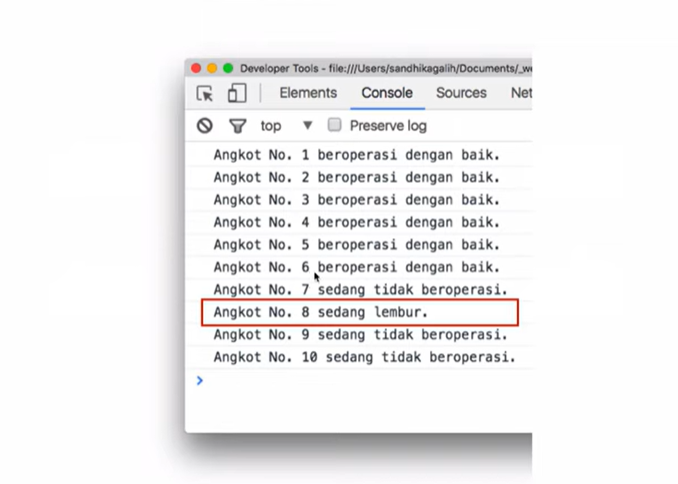 Developer Tools - file:///Users/sandhikagalih/Documents/_we
Elements Console Sources Net
top Preserve log
Angkot No. 1 beroperasi dengan baik.
Angkot No. 2 beroperasi dengan baik.
Angkot No. 3 beroperasi dengan baik.
Angkot No. 4 beroperasi dengan baik.
Angkot No. 5 beroperasi dengan baik.
Angkot No. 6 beroperasi dengan baik.
Angkot No. 7 sedang tidak beroperasi.
Angkot No. 8 sedang lembur.
Angkot No. 9 sedang tidak beroperasi.
Angkot No. 10 sedang tidak beroperasi.